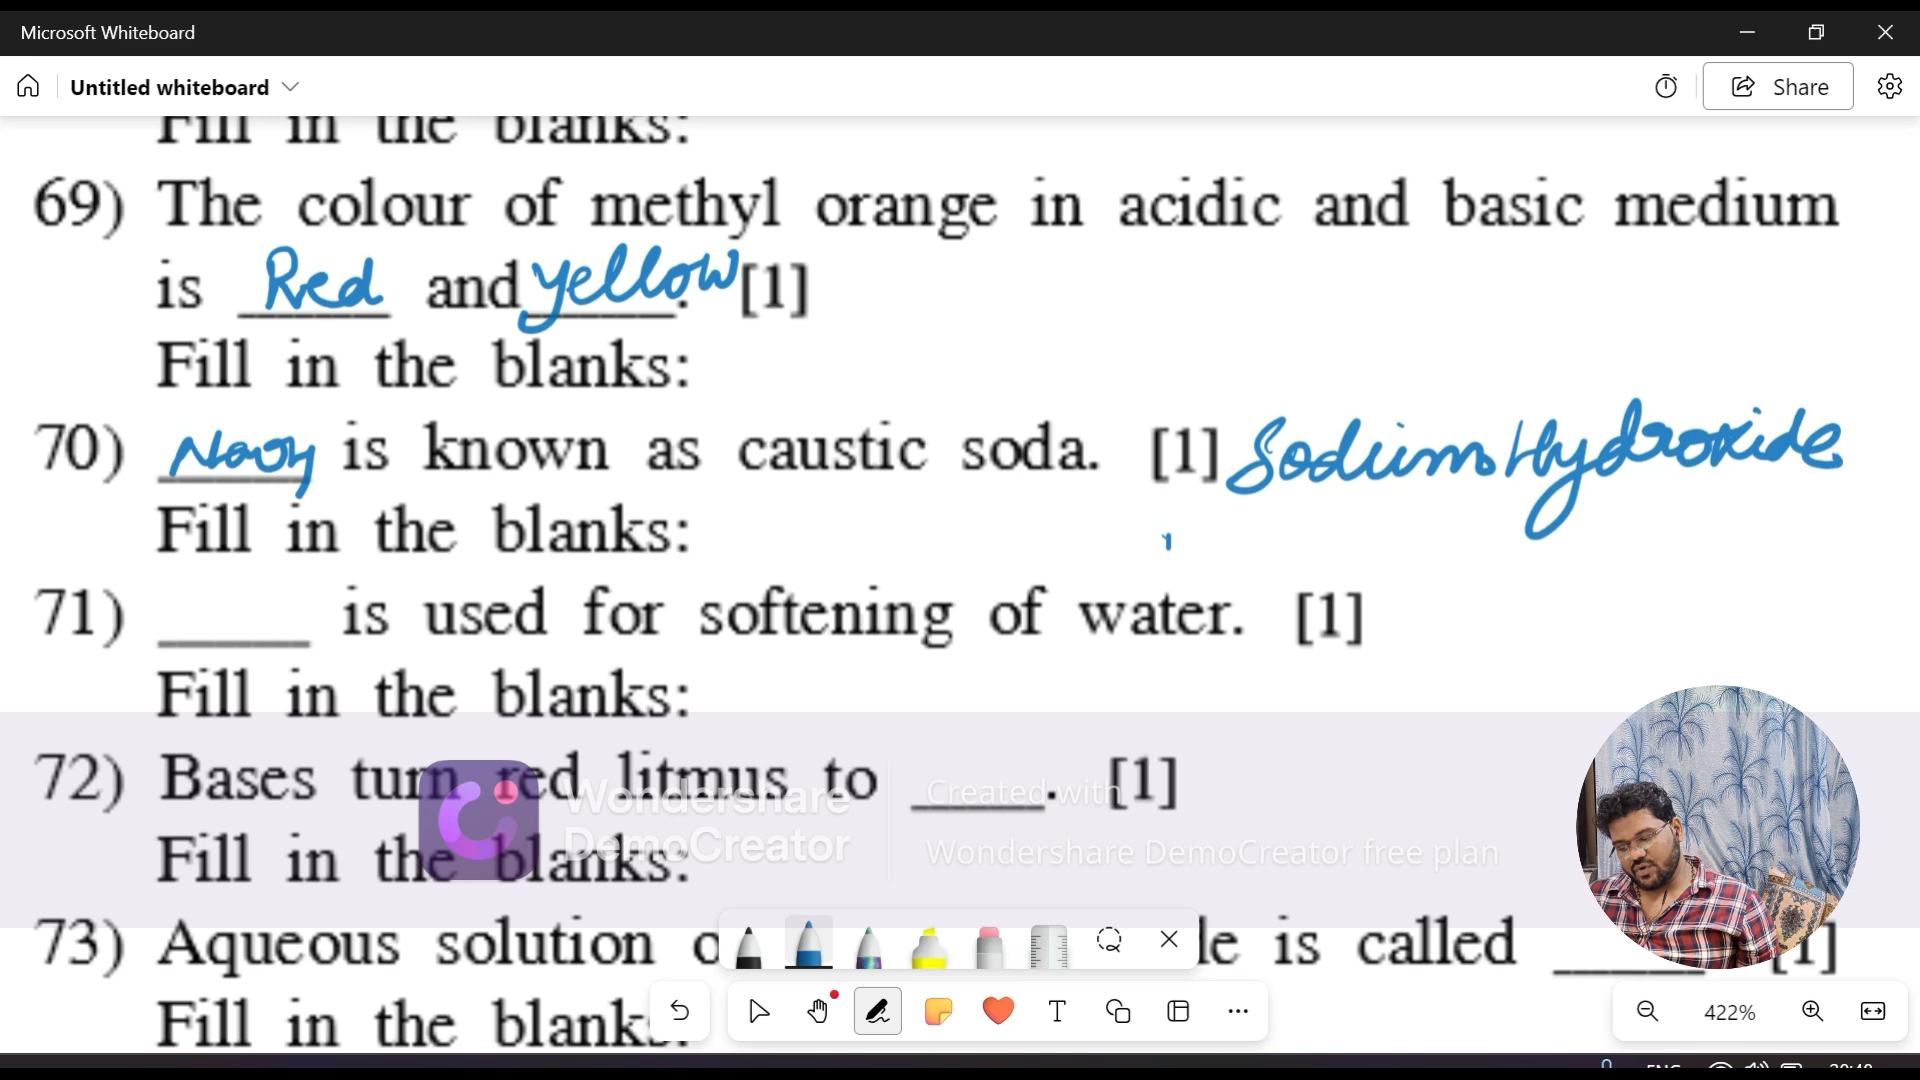 Microsoft Whiteboard
Untitled whiteboard
Share
Fill in the blanks:
69) The colour of methyl orange in acidic and basic medium
is Red and yellow. [1]
Fill in the blanks:
70) NaOH is known as caustic soda. [1] Sodium Hydroxide
Fill in the blanks:
71) ______ is used for softening of water. [1]
Fill in the blanks:
72) Bases turn red litmus to ______. [1]
Wondershare DemoCreator
Created with
Wondershare DemoCreator free plan
Fill in the blanks:
73) Aqueous solution le is called ______ [1]
Fill in the blanks:
422%